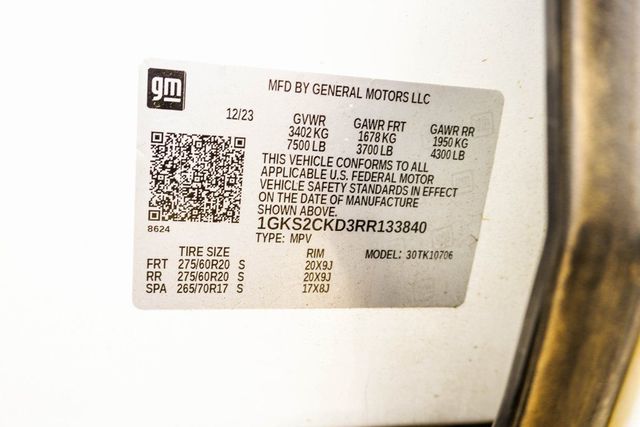 gm
MFD BY GENERAL MOTORS LLC
12/23 GVWR GAWR FRT GAWR RR
3402 KG 1678 KG 1950 KG
7500 LB 3700 LB 4300 LB
THIS VEHICLE CONFORMS TO ALL
APPLICABLE U.S. FEDERAL MOTOR
VEHICLE SAFETY STANDARDS IN EFFECT
ON THE DATE OF MANUFACTURE
SHOWN ABOVE.
8624
1GKS2CKD3RR133840
TYPE: MPV MODEL: 30TK10706
TIRE SIZE RIM
FRT 275/60R20 S 20X9J
RR 275/60R20 S 20X9J
SPA 265/70R17 S 17X8J